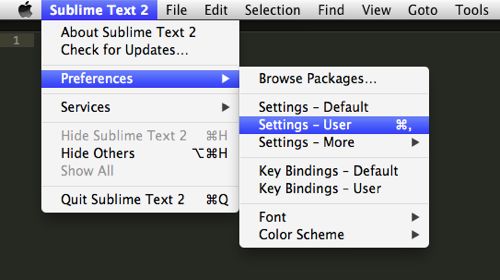 Sublime Text 2 File Edit Selection Find View Goto Tools
1
About Sublime Text 2
Check for Updates…
Preferences
Services
Hide Sublime Text 2 ⌘H
Hide Others ⌥⌘H
Show All
Quit Sublime Text 2 ⌘Q
Browse Packages…
Settings – Default
Settings – User ⌘,
Settings – More
Key Bindings – Default
Key Bindings – User
Font
Color Scheme